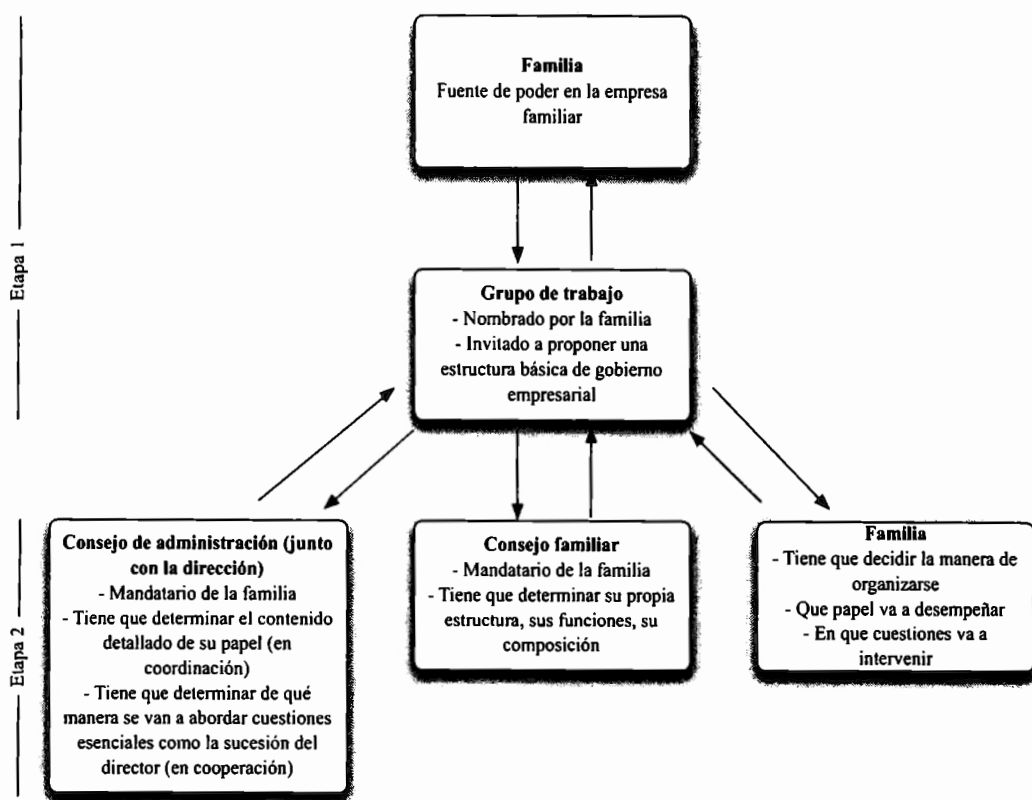 Familia
Fuente de poder en la empresa
familiar
Etapa 1
Grupo de trabajo
- Nombrado por la familia
- Invitado a proponer una
estructura básica de gobierno
empresarial
Etapa 2
Consejo de administración (junto
con la dirección)
- Mandatario de la familia
- Tiene que determinar el contenido
detallado de su papel (en
coordinación)
- Tiene que determinar de qué
manera se van a abordar cuestiones
esenciales como la sucesión del
director (en cooperación)
Consejo familiar
- Mandatario de la familia
- Tiene que determinar su propia
estructura, sus funciones, su
composición
Família
- Tiene que decidir la manera de
organizarse
- Que papel va a desempeñar
- En que cuestiones va a
intervenir